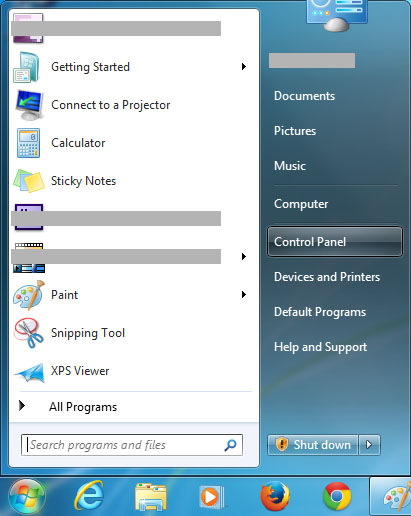 Getting Started
Connect to a Projector
Calculator
Sticky Notes
Paint
Snipping Tool
XPS Viewer
All Programs
Search programs and files
Documents
Pictures
Music
Computer
Control Panel
Devices and Printers
Default Programs
Help and Support
Shut down